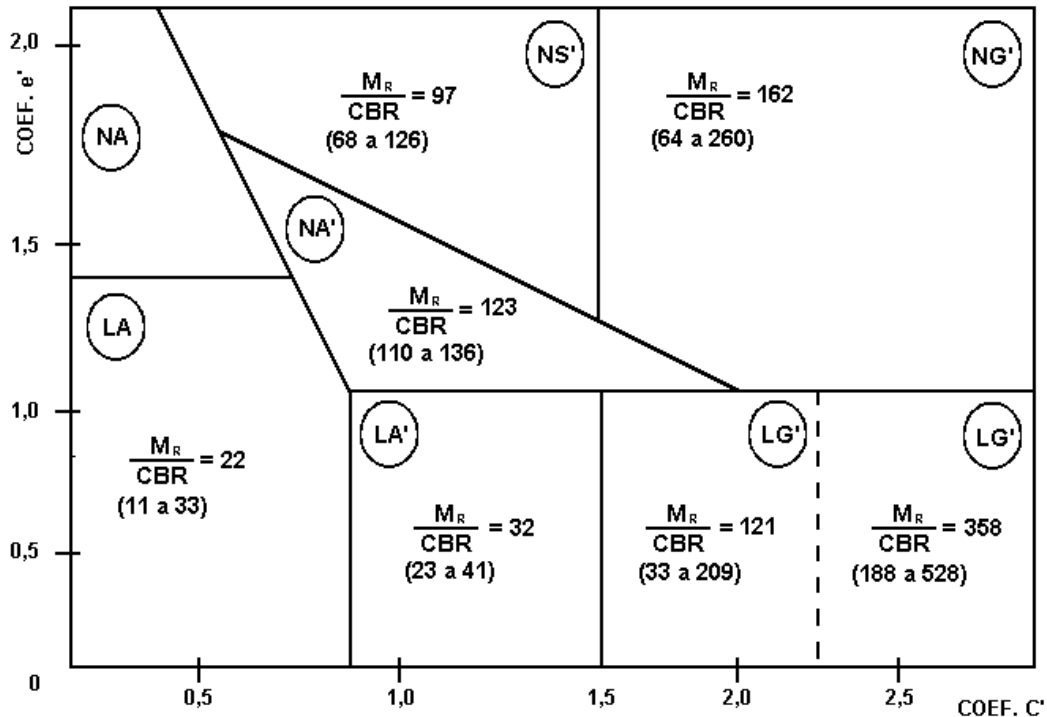 2,0
COEF. e'
1,5
1,0
0,5
0
NA
NS'
M_R
CBR
= 97
(68 a 126)
NG'
M_R
CBR
= 162
(64 a 260)
NA'
M_R
CBR
= 123
(110 a 136)
LA
M_R
CBR
= 22
(11 a 33)
LA'
M_R
CBR
= 32
(23 a 41)
LG'
M_R
CBR
= 121
(33 a 209)
LG'
M_R
CBR
= 358
(188 a 528)
0,5
1,0
1,5
2,0
2,5
COEF. C'